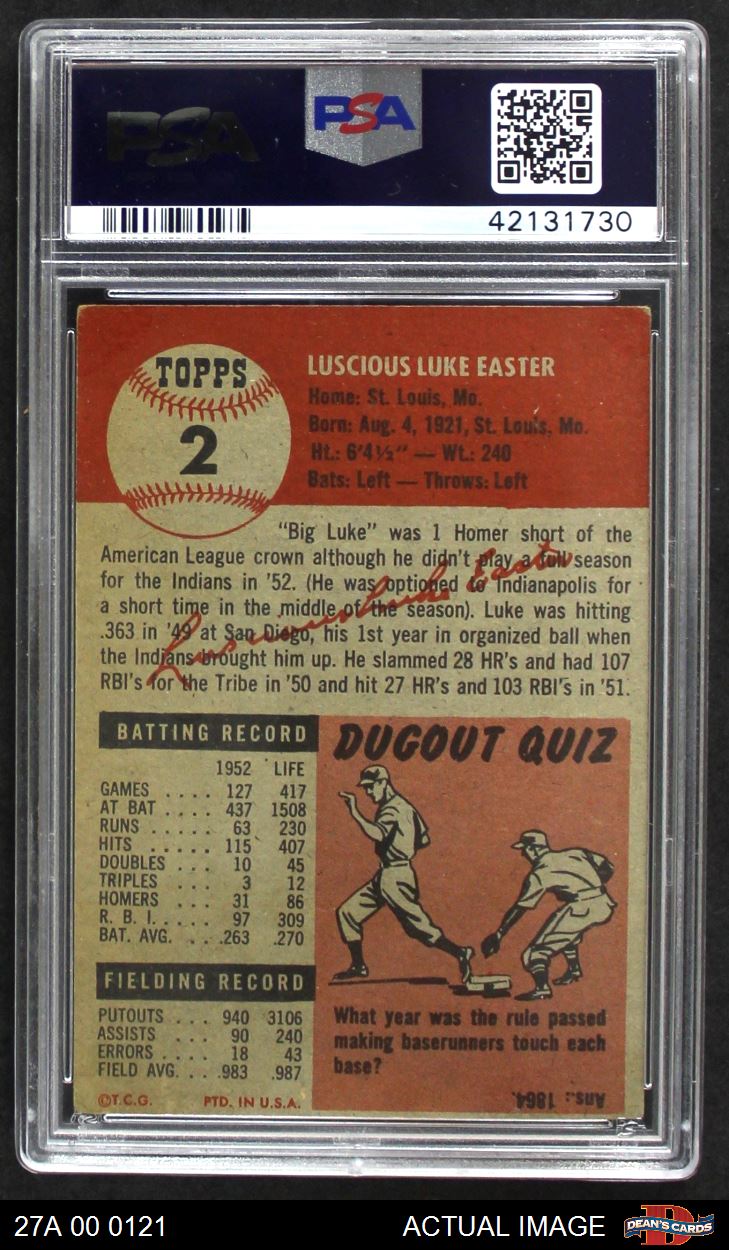 PSA
PSA
42131730
TOPPS
2
LUSCIOUS LUKE EASTER
Home: St. Louis, Mo.
Born: Aug. 4, 1921, St. Louis, Mo.
Ht.: 6'4½" — Wt.: 240
Bats: Left — Throws: Left
"Big Luke" was 1 Homer short of the
American League crown although he didn't play a full season
for the Indians in '52. (He was optioned to Indianapolis for
a short time in the middle of the season). Luke was hitting
.363 in '49 at San Diego, his 1st year in organized ball when
the Indians brought him up. He slammed 28 HR's and had 107
RBI's for the Tribe in '50 and hit 27 HR's and 103 RBI's in '51.
Luscious Luke Easter
BATTING RECORD
1952 LIFE
GAMES .... 127 417
AT BAT .... 437 1508
RUNS ..... 63 230
HITS ..... 115 407
DOUBLES ... 10 45
TRIPLES ... 3 12
HOMERS ... 31 86
R. B. I. .... 97 309
BAT. AVG. ... .263 .270
FIELDING RECORD
PUTOUTS ... 940 3106
ASSISTS ... 90 240
ERRORS .... 18 43
FIELD AVG. .. .983 .987
©T.C.G. PTD. IN U.S.A.
DUGOUT QUIZ
What year was the rule passed
making baserunners touch each
base?
Ans.: 1864.
27A 00 0121 ACTUAL IMAGE
D
DEAN'S CARDS